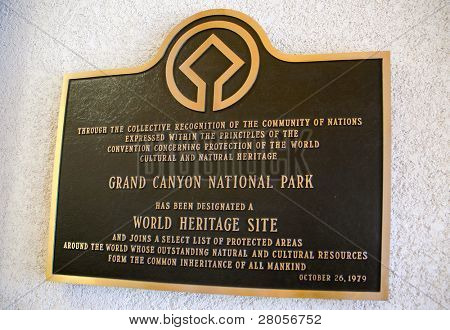 THROUGH THE COLLECTIVE RECOGNITION OF THE COMMUNITY OF NATIONS
EXPRESSED WITHIN THE PRINCIPLES OF THE
CONVENTION CONCERNING PROTECTION OF THE WORLD
CULTURAL AND NATURAL HERITAGE
GRAND CANYON NATIONAL PARK
HAS BEEN DESIGNATED A
WORLD HERITAGE SITE
AND JOINS A SELECT LIST OF PROTECTED AREAS
AROUND THE WORLD WHOSE OUTSTANDING NATURAL AND CULTURAL RESOURCES
FORM THE COMMON INHERITANCE OF ALL MANKIND
OCTOBER 26, 1979
bigstock · 28056752